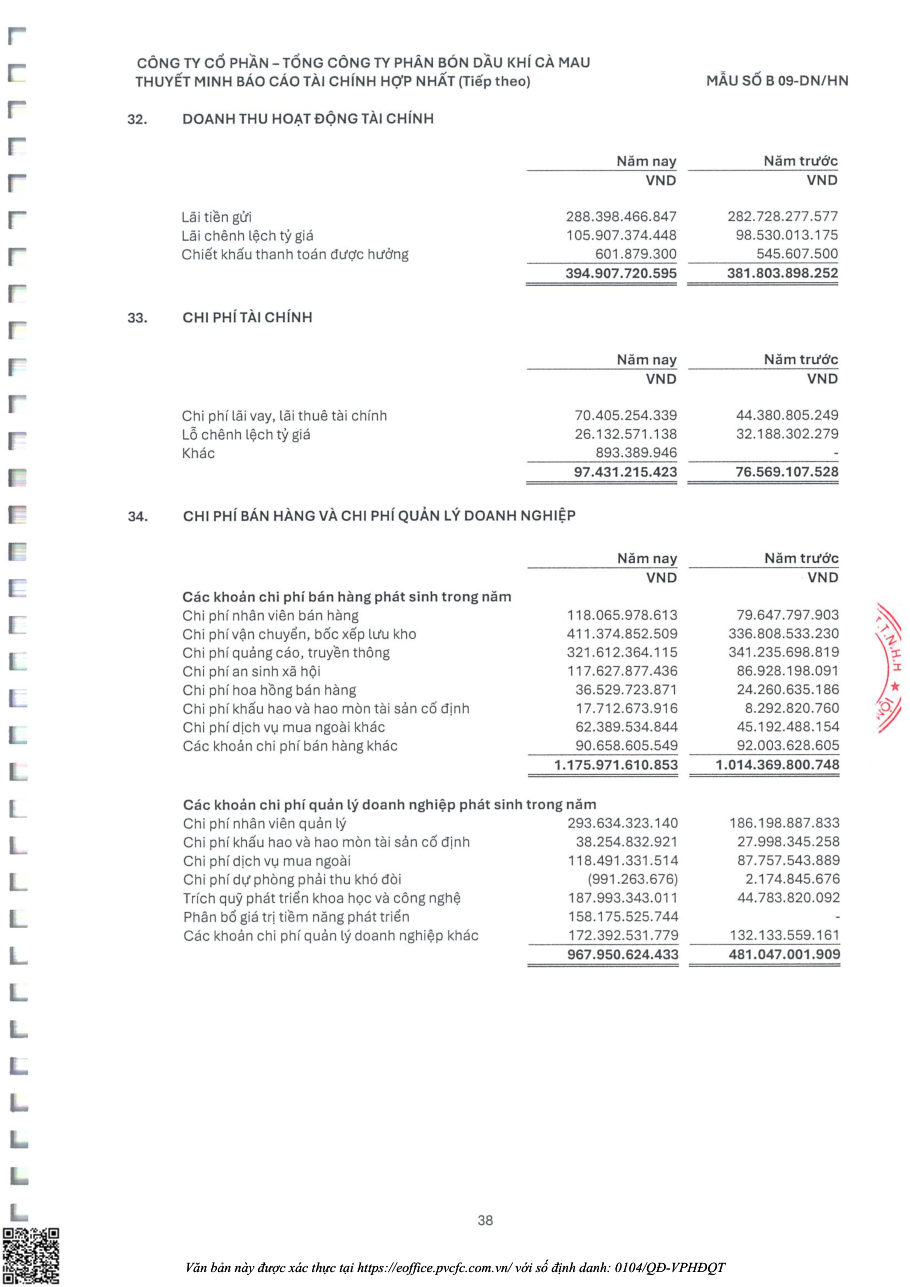 CÔNG TY CỔ PHẦN – TỔNG CÔNG TY PHÂN BÓN DẦU KHÍ CÀ MAU
THUYẾT MINH BÁO CÁO TÀI CHÍNH HỢP NHẤT (Tiếp theo) MẪU SỐ B 09-DN/HN
32. DOANH THU HOẠT ĐỘNG TÀI CHÍNH
Năm nay Năm trước
VND VND
Lãi tiền gửi 288.398.466.847 282.728.277.577
Lãi chênh lệch tỷ giá 105.907.374.448 98.530.013.175
Chiết khấu thanh toán được hưởng 601.879.300 545.607.500
394.907.720.595 381.803.898.252
33. CHI PHÍ TÀI CHÍNH
Năm nay Năm trước
VND VND
Chi phí lãi vay, lãi thuê tài chính 70.405.254.339 44.380.805.249
Lỗ chênh lệch tỷ giá 26.132.571.138 32.188.302.279
Khác 893.389.946 -
97.431.215.423 76.569.107.528
34. CHI PHÍ BÁN HÀNG VÀ CHI PHÍ QUẢN LÝ DOANH NGHIỆP
Năm nay Năm trước
VND VND
Các khoản chi phí bán hàng phát sinh trong năm
Chi phí nhân viên bán hàng 118.065.978.613 79.647.797.903
Chi phí vận chuyển, bốc xếp lưu kho 411.374.852.509 336.808.533.230
Chi phí quảng cáo, truyền thông 321.612.364.115 341.235.698.819
Chi phí an sinh xã hội 117.627.877.436 86.928.198.091
Chi phí hoa hồng bán hàng 36.529.723.871 24.260.635.186
Chi phí khấu hao và hao mòn tài sản cố định 17.712.673.916 8.292.820.760
Chi phí dịch vụ mua ngoài khác 62.389.534.844 45.192.488.154
Các khoản chi phí bán hàng khác 90.658.605.549 92.003.628.605
1.175.971.610.853 1.014.369.800.748
Các khoản chi phí quản lý doanh nghiệp phát sinh trong năm
Chi phí nhân viên quản lý 293.634.323.140 186.198.887.833
Chi phí khấu hao và hao mòn tài sản cố định 38.254.832.921 27.998.345.258
Chi phí dịch vụ mua ngoài 118.491.331.514 87.757.543.889
Chi phí dự phòng phải thu khó đòi (991.263.676) 2.174.845.676
Trích quỹ phát triển khoa học và công nghệ 187.993.343.011 44.783.820.092
Phân bổ giá trị tiềm năng phát triển 158.175.525.744 -
Các khoản chi phí quản lý doanh nghiệp khác 172.392.531.779 132.133.559.161
967.950.624.433 481.047.001.909
T.T.N.H.H
38
Văn bản này được xác thực tại https://eoffice.pvcfc.com.vn/ với số định danh: 0104/QĐ-VPHĐQT